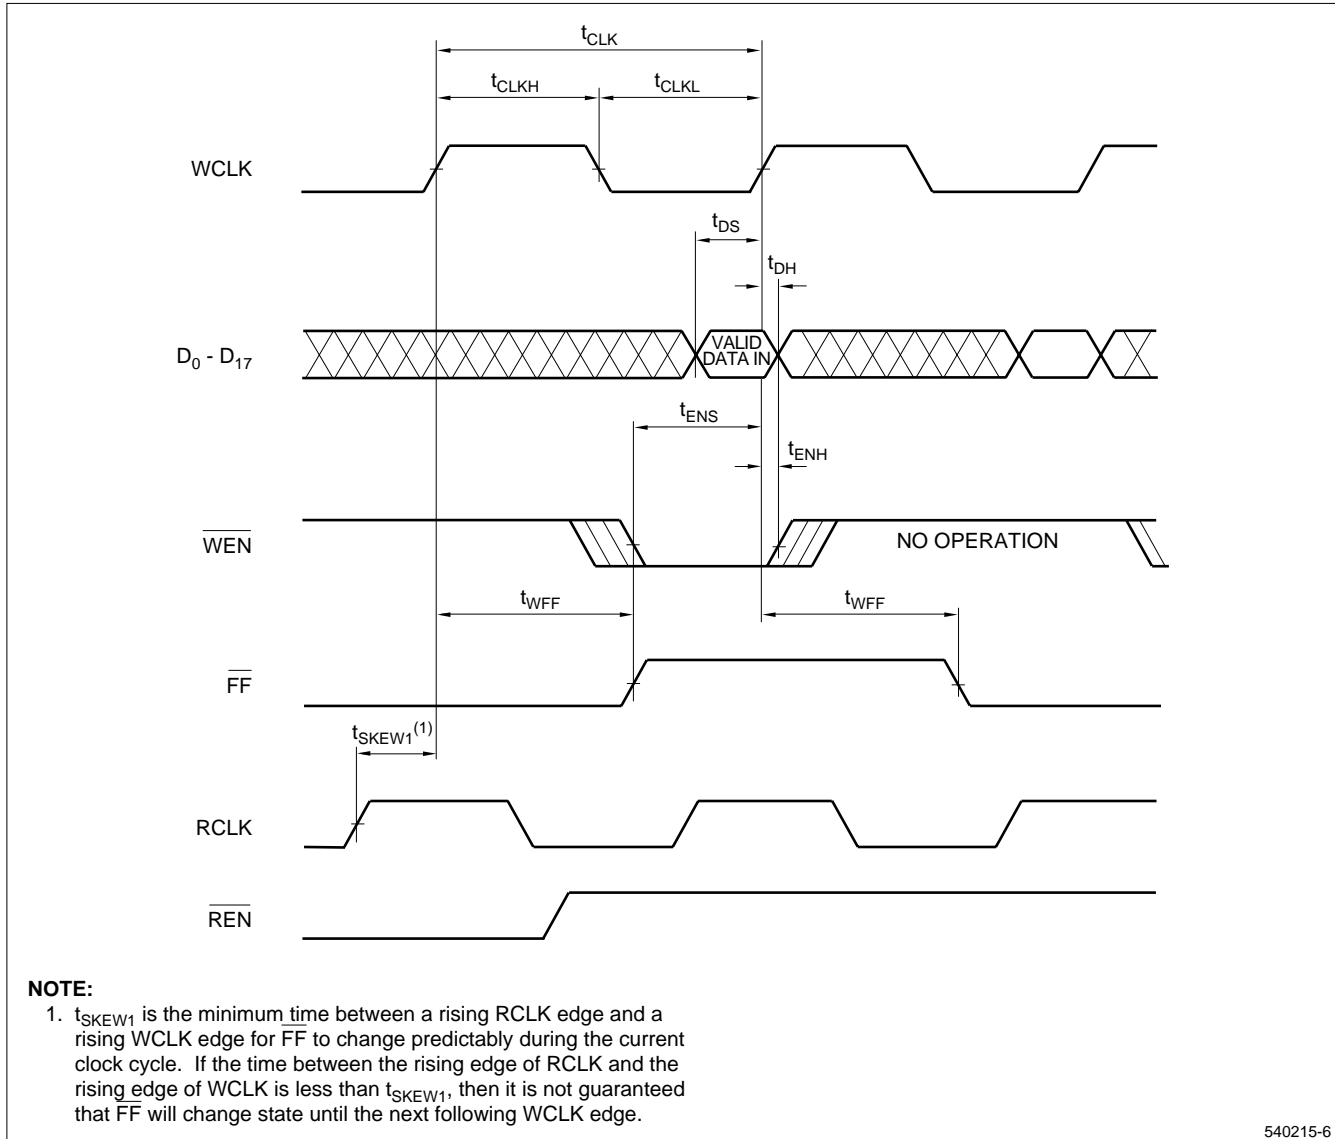 tCLK
tCLKH
tCLKL
WCLK
tDS
tDH
D0 - D17
VALID
DATA IN
tENS
tENH
WEN
NO OPERATION
tWFF
tWFF
FF
tSKEW1(1)
RCLK
REN
NOTE:
1. tSKEW1 is the minimum time between a rising RCLK edge and a
rising WCLK edge for FF to change predictably during the current
clock cycle. If the time between the rising edge of RCLK and the
rising edge of WCLK is less than tSKEW1, then it is not guaranteed
that FF will change state until the next following WCLK edge.
540215-6